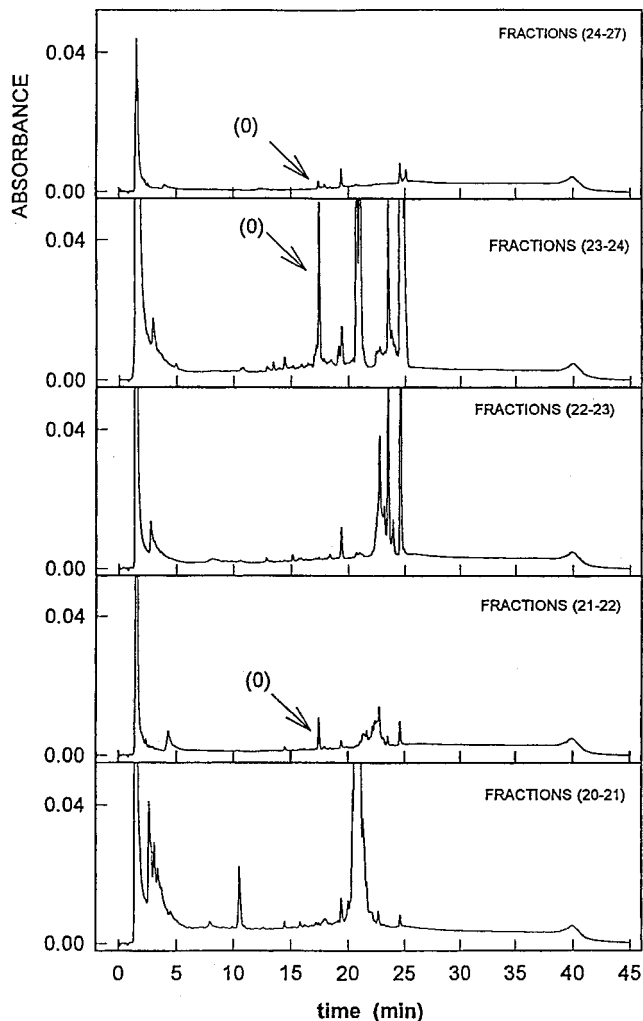 ABSORBANCE
FRACTIONS (24-27)
0.04
(0)
0.00
FRACTIONS (23-24)
0.04
(0)
0.00
FRACTIONS (22-23)
0.04
0.00
FRACTIONS (21-22)
0.04
(0)
0.00
FRACTIONS (20-21)
0.04
0.00
0 5 10 15 20 25 30 35 40 45
time (min)